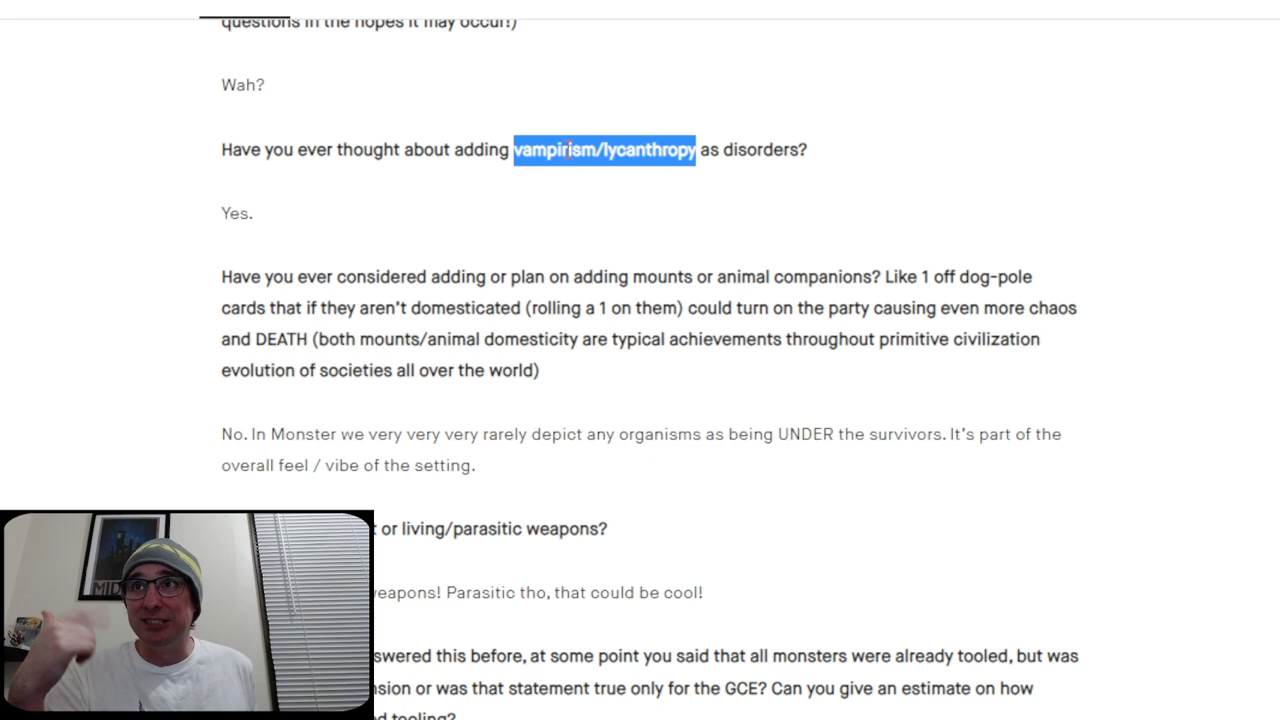 questions in the hopes it may occur!)
Wah?
Have you ever thought about adding vampirism/lycanthropy as disorders?
Yes.
Have you ever considered adding or plan on adding mounts or animal companions? Like 1 off dog-pole
cards that if they aren't domesticated (rolling a 1 on them) could turn on the party causing even more chaos
and DEATH (both mounts/animal domesticity are typical achievements throughout primitive civilization
evolution of societies all over the world)
No. In Monster we very very very rarely depict any organisms as being UNDER the survivors. It's part of the
overall feel / vibe of the setting.
or living/parasitic weapons?
weapons! Parasitic tho, that could be cool!
swered this before, at some point you said that all monsters were already tooled, but was
nsion or was that statement true only for the GCE? Can you give an estimate on how
d tooling?
MID